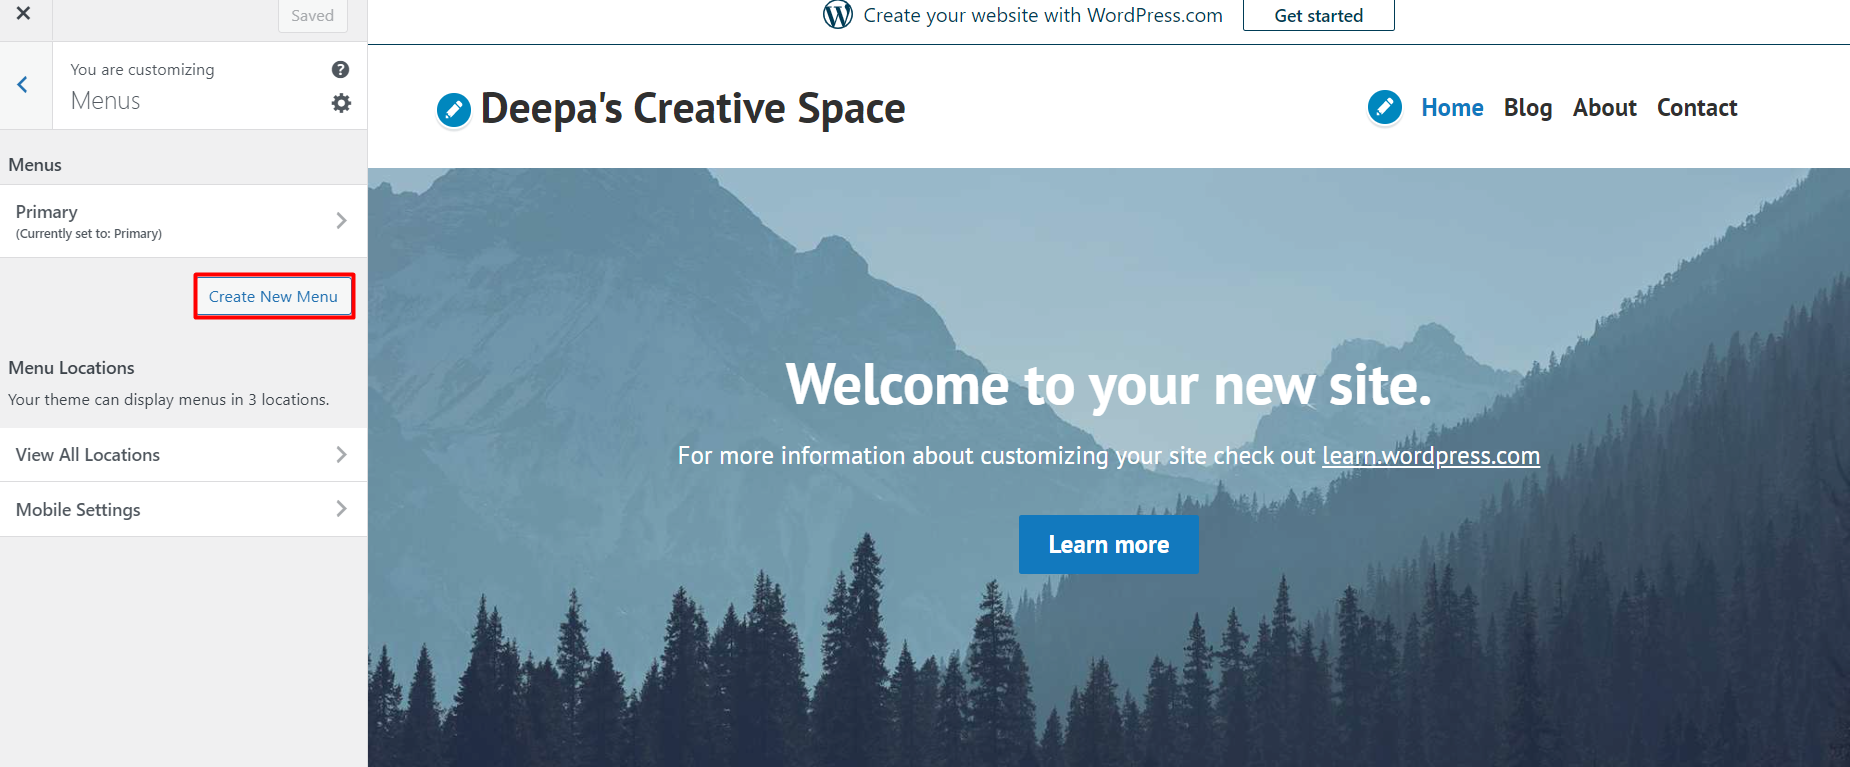 Saved
You are customizing
Menus
Menus
Primary
(Currently set to: Primary)
Create New Menu
Menu Locations
Your theme can display menus in 3 locations.
View All Locations
Mobile Settings
Create your website with WordPress.com
Get started
Deepa's Creative Space
Home Blog About Contact
Welcome to your new site.
For more information about customizing your site check out learn.wordpress.com
Learn more